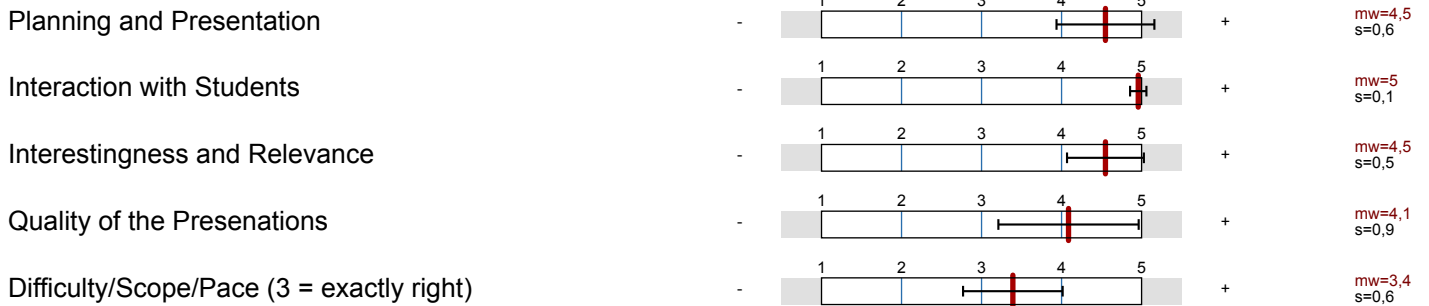 1 2 3 4 5
Planning and Presentation - + mw=4,5
s=0,6
1 2 3 4 5
Interaction with Students - + mw=5
s=0,1
1 2 3 4 5
Interestingness and Relevance - + mw=4,5
s=0,5
1 2 3 4 5
Quality of the Presenations - + mw=4,1
s=0,9
1 2 3 4 5
Difficulty/Scope/Pace (3 = exactly right) - + mw=3,4
s=0,6